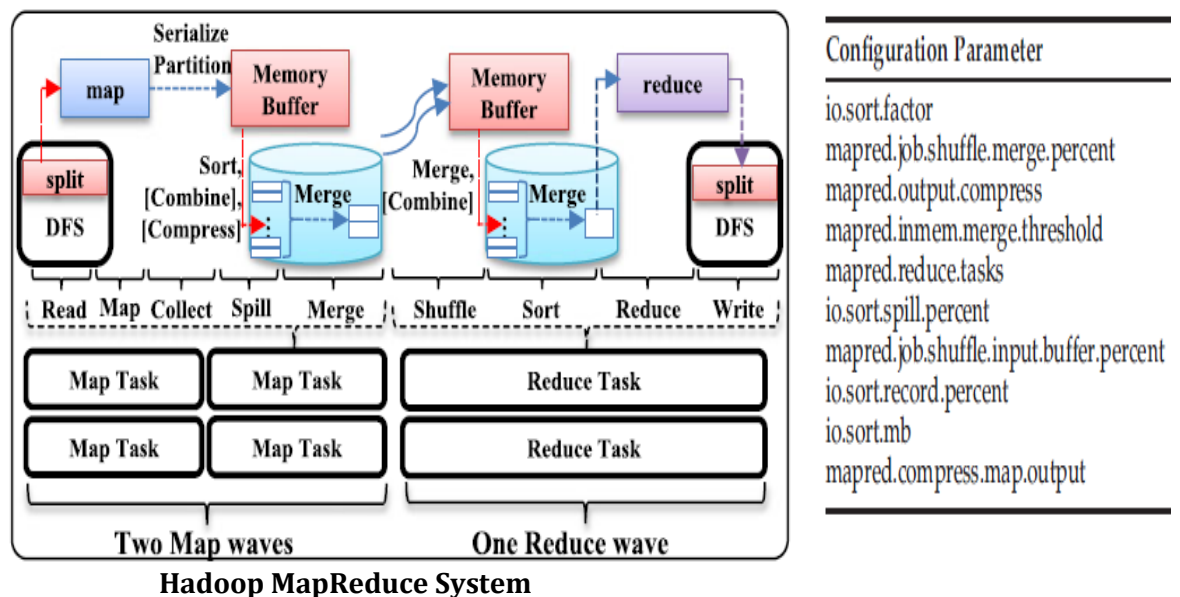 Serialize
Partition
map
Memory
Buffer
Memory
Buffer
reduce
split
DFS
Sort,
[Combine],
[Compress]
Merge
Merge,
[Combine]
Merge
split
DFS
Read Map Collect Spill Merge Shuffle Sort Reduce Write
Map Task Map Task Reduce Task
Map Task Map Task Reduce Task
Two Map waves One Reduce wave
Hadoop MapReduce System
Configuration Parameter
io.sort.factor
mapred.job.shuffle.merge.percent
mapred.output.compress
mapred.inmem.merge.threshold
mapred.reduce.tasks
io.sort.spill.percent
mapred.job.shuffle.input.buffer.percent
io.sort.record.percent
io.sort.mb
mapred.compress.map.output